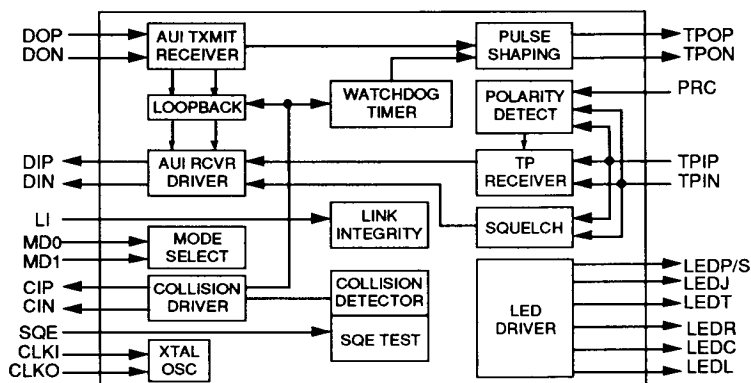 DOP
DON
AUI TXMIT
RECEIVER
PULSE
SHAPING
TPOP
TPON
LOOPBACK
WATCHDOG
TIMER
POLARITY
DETECT
PRC
DIP
DIN
AUI RCVR
DRIVER
TP
RECEIVER
TPIP
TPIN
LI
LINK
INTEGRITY
SQUELCH
MD0
MD1
MODE
SELECT
CIP
CIN
COLLISION
DRIVER
COLLISION
DETECTOR
LED
DRIVER
LEDP/S
LEDJ
LEDT
LEDR
LEDC
LEDL
SQE
SQE TEST
CLKI
CLKO
XTAL
OSC